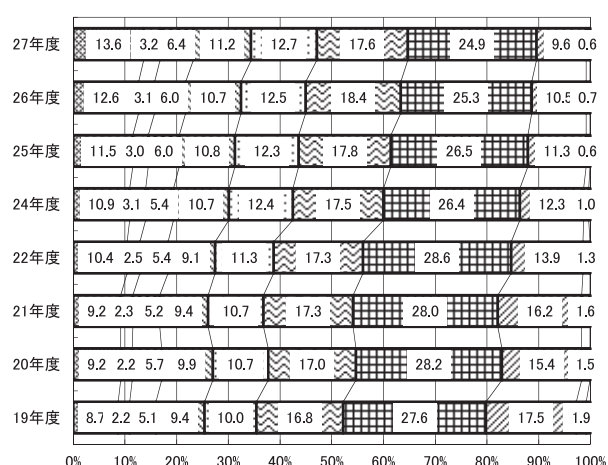 27年度 13.6 3.2 6.4 11.2 12.7 17.6 24.9 9.6 0.6
26年度 12.6 3.1 6.0 10.7 12.5 18.4 25.3 10.5 0.7
25年度 11.5 3.0 6.0 10.8 12.3 17.8 26.5 11.3 0.6
24年度 10.9 3.1 5.4 10.7 12.4 17.5 26.4 12.3 1.0
22年度 10.4 2.5 5.4 9.1 11.3 17.3 28.6 13.9 1.3
21年度 9.2 2.3 5.2 9.4 10.7 17.3 28.0 16.2 1.6
20年度 9.2 2.2 5.7 9.9 10.7 17.0 28.2 15.4 1.5
19年度 8.7 2.2 5.1 9.4 10.0 16.8 27.6 17.5 1.9
0% 10% 20% 30% 40% 50% 60% 70% 80% 90% 100%